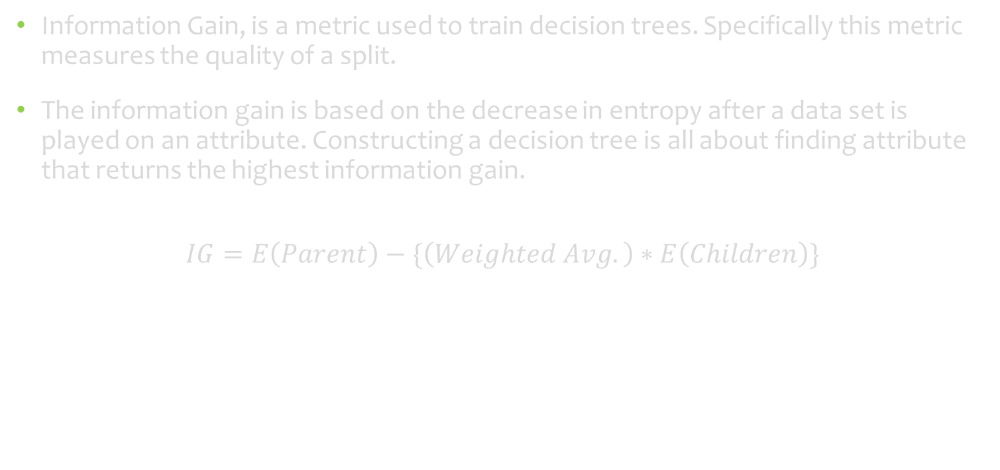 • Information Gain, is a metric used to train decision trees. Specifically this metric
measures the quality of a split.
• The information gain is based on the decrease in entropy after a data set is
played on an attribute. Constructing a decision tree is all about finding attribute
that returns the highest information gain.
IG = E(Parent) − {(Weighted Avg.) ∗ E(Children)}